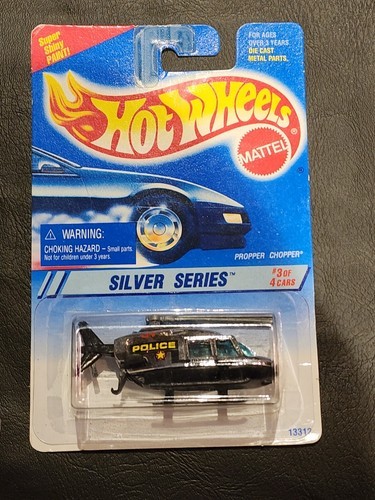 Super
Shiny
PAINT!
FOR AGES
OVER 3 YEARS.
DIE CAST
METAL PARTS.
HOT WHEELS®
MATTEL®
⚠ WARNING:
CHOKING HAZARD – Small parts.
Not for children under 3 years.
PROPPER CHOPPER®
SILVER SERIES™
#3 OF
4 CARS
POLICE
13312